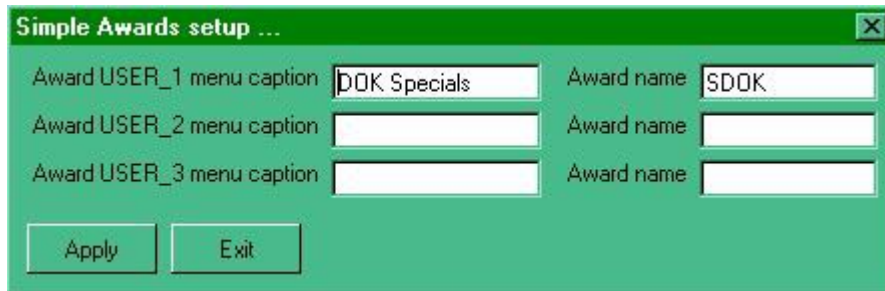 Simple Awards setup ...
Award USER_1 menu caption DOK Specials Award name SDOK
Award USER_2 menu caption Award name
Award USER_3 menu caption Award name
Apply Exit